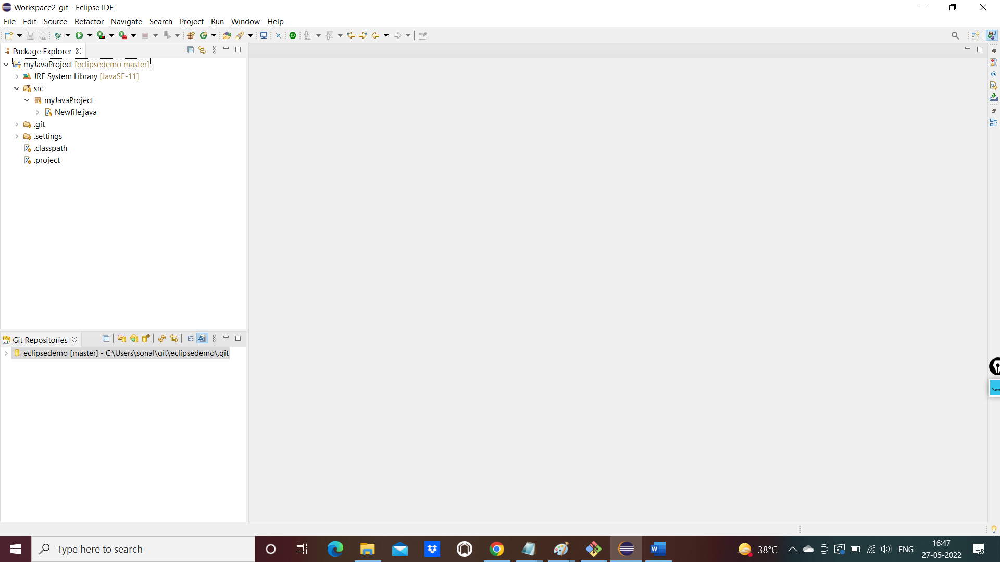 Workspace2-git - Eclipse IDE
File Edit Source Refactor Navigate Search Project Run Window Help
Package Explorer
myJavaProject [eclipsedemo master]
JRE System Library [JavaSE-11]
src
myJavaProject
Newfile.java
.git
.settings
.classpath
.project
Git Repositories
eclipsedemo [master] - C:\Users\sonal\git\eclipsedemo\.git
Type here to search
38°C
ENG
16:47
27-05-2022